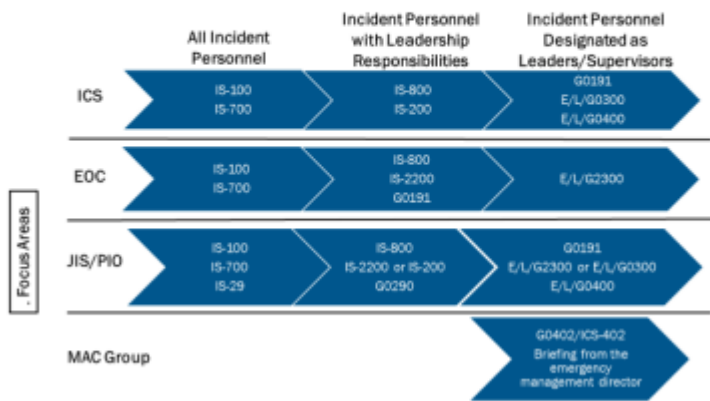 All Incident
Personnel
Incident Personnel
with Leadership
Responsibilities
Incident Personnel
Designated as
Leaders/Supervisors
ICS
IS-100
IS-700
IS-800
IS-200
G0191
E/L/G0300
E/L/G0400
EOC
IS-100
IS-700
IS-800
IS-2200
G0191
E/L/G2300
. Focus Areas
JIS/PIO
IS-100
IS-700
IS-29
IS-800
IS-2200 or IS-200
G0290
G0191
E/L/G2300 or E/L/G0300
E/L/G0400
MAC Group
G0402/ICS-402
Briefing from the
emergency
management director